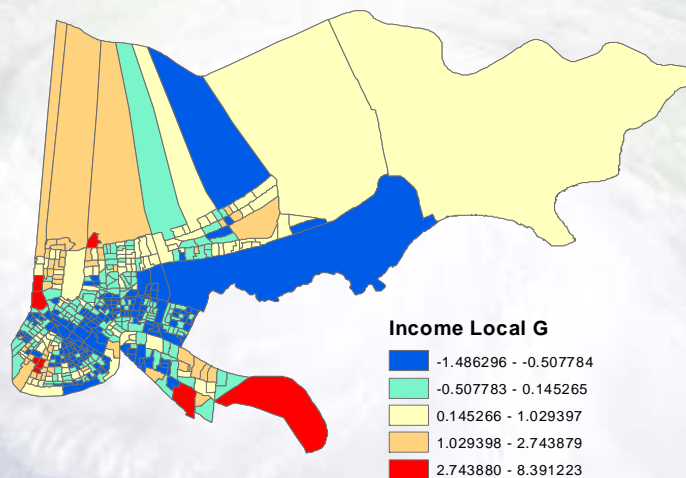 Income Local G
-1.486296 - -0.507784
-0.507783 - 0.145265
0.145266 - 1.029397
1.029398 - 2.743879
2.743880 - 8.391223